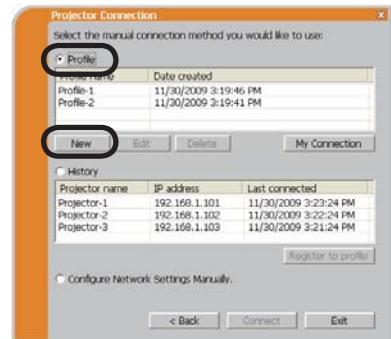 Projector Connection
x
Select the manual connection method you would like to use:
Profile
Profile name Date created
Profile-1 11/30/2009 3:19:46 PM
Profile-2 11/30/2009 3:19:41 PM
New Edit Delete My Connection
History
Projector name IP address Last connected
Projector-1 192.168.1.101 11/30/2009 3:23:24 PM
Projector-2 192.168.1.102 11/30/2009 3:22:24 PM
Projector-3 192.168.1.103 11/30/2009 3:21:24 PM
Register to profile
Configure Network Settings Manually.
< Back Connect Exit